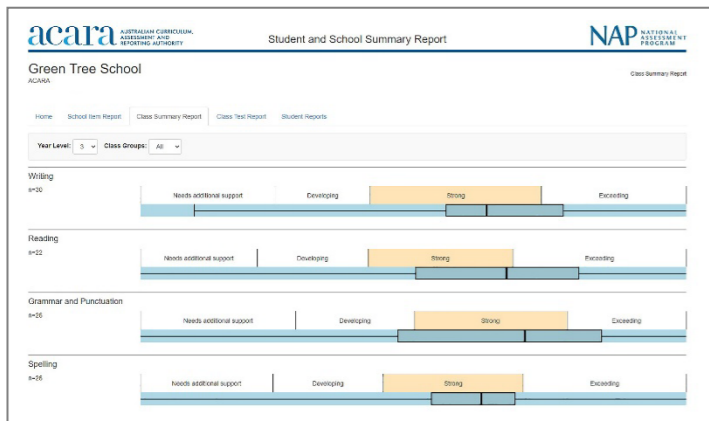 acara AUSTRALIAN CURRICULUM,
ASSESSMENT AND
REPORTING AUTHORITY
Student and School Summary Report
NAP NATIONAL
ASSESSMENT
PROGRAM
Green Tree School
ACARA
Class Summary Report
Home School Item Report Class Summary Report Class Test Report Student Reports
Year Level: 3 Class Groups: All
Writing
n=20
Needs additional support Developing Strong Exceeding
Reading
n=22
Needs additional support Developing Strong Exceeding
Grammar and Punctuation
n=26
Needs additional support Developing Strong Exceeding
Spelling
n=26
Needs additional support Developing Strong Exceeding